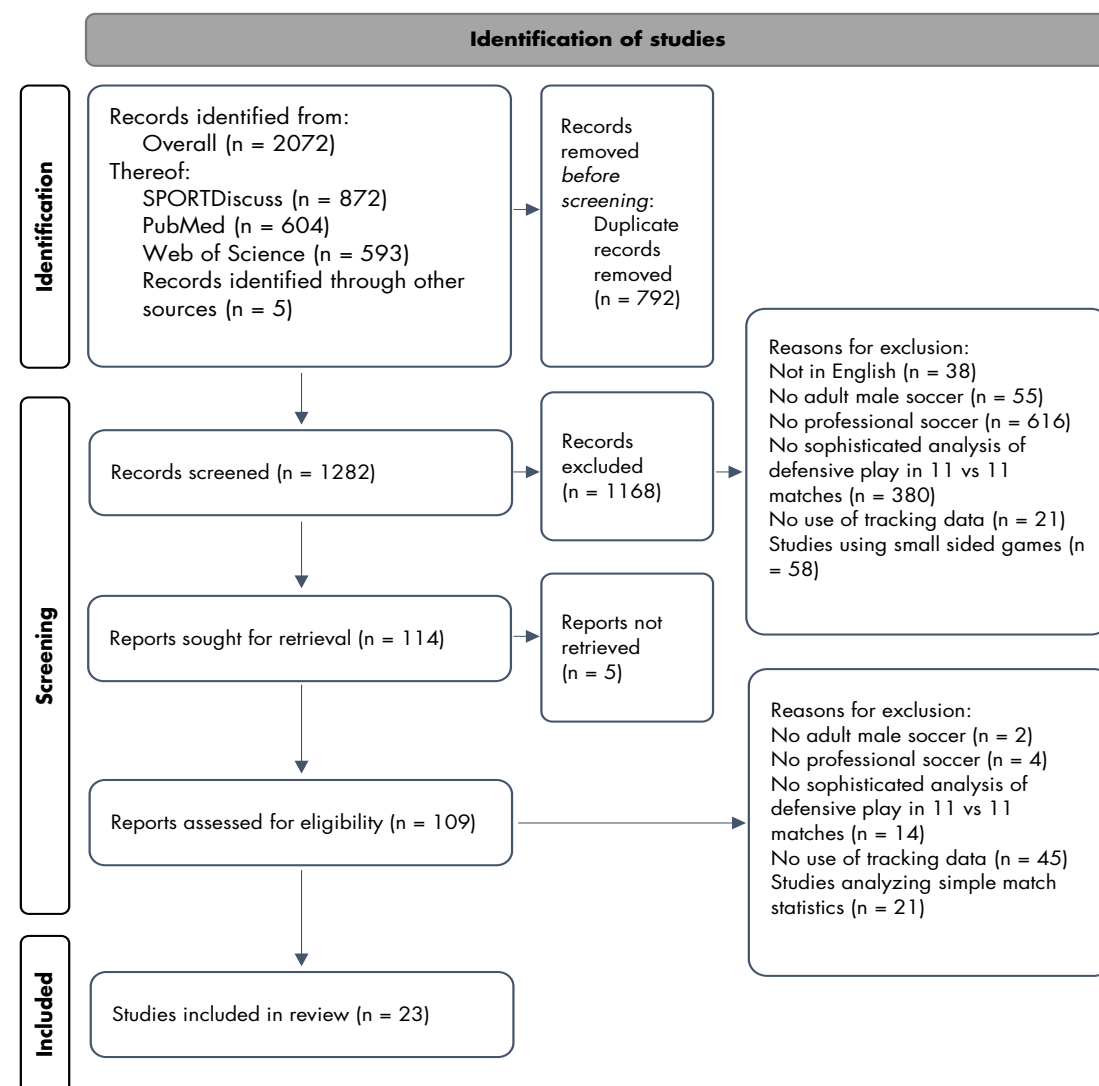 Identification of studies
Identification
Records identified from:
Overall (n = 2072)
Thereof:
SPORTDiscuss (n = 872)
PubMed (n = 604)
Web of Science (n = 593)
Records identified through other
sources (n = 5)
Records
removed
before
screening:
Duplicate
records
removed
(n = 792)
Screening
Records screened (n = 1282)
Records
excluded
(n = 1168)
Reasons for exclusion:
Not in English (n = 38)
No adult male soccer (n = 55)
No professional soccer (n = 616)
No sophisticated analysis of
defensive play in 11 vs 11
matches (n = 380)
No use of tracking data (n = 21)
Studies using small sided games (n
= 58)
Reports sought for retrieval (n = 114)
Reports not
retrieved
(n = 5)
Reports assessed for eligibility (n = 109)
Reasons for exclusion:
No adult male soccer (n = 2)
No professional soccer (n = 4)
No sophisticated analysis of
defensive play in 11 vs 11
matches (n = 14)
No use of tracking data (n = 45)
Studies analyzing simple match
statistics (n = 21)
Included
Studies included in review (n = 23)